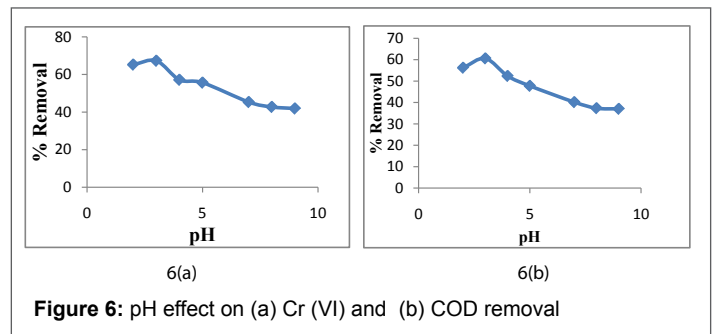 80
60
40
20
0
% Removal
0 5 10
pH
6(a)
70
60
50
40
30
20
10
0
% Removal
0 5 10
pH
6(b)
Figure 6: pH effect on (a) Cr (VI) and (b) COD removal